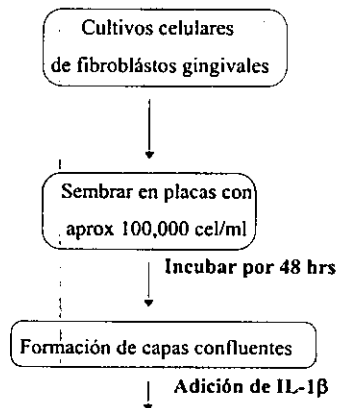 Cultivos celulares
de fibroblástos gingivales
Sembrar en placas con
aprox 100,000 cel/ml
Incubar por 48 hrs
Formación de capas confluentes
Adición de IL-1β